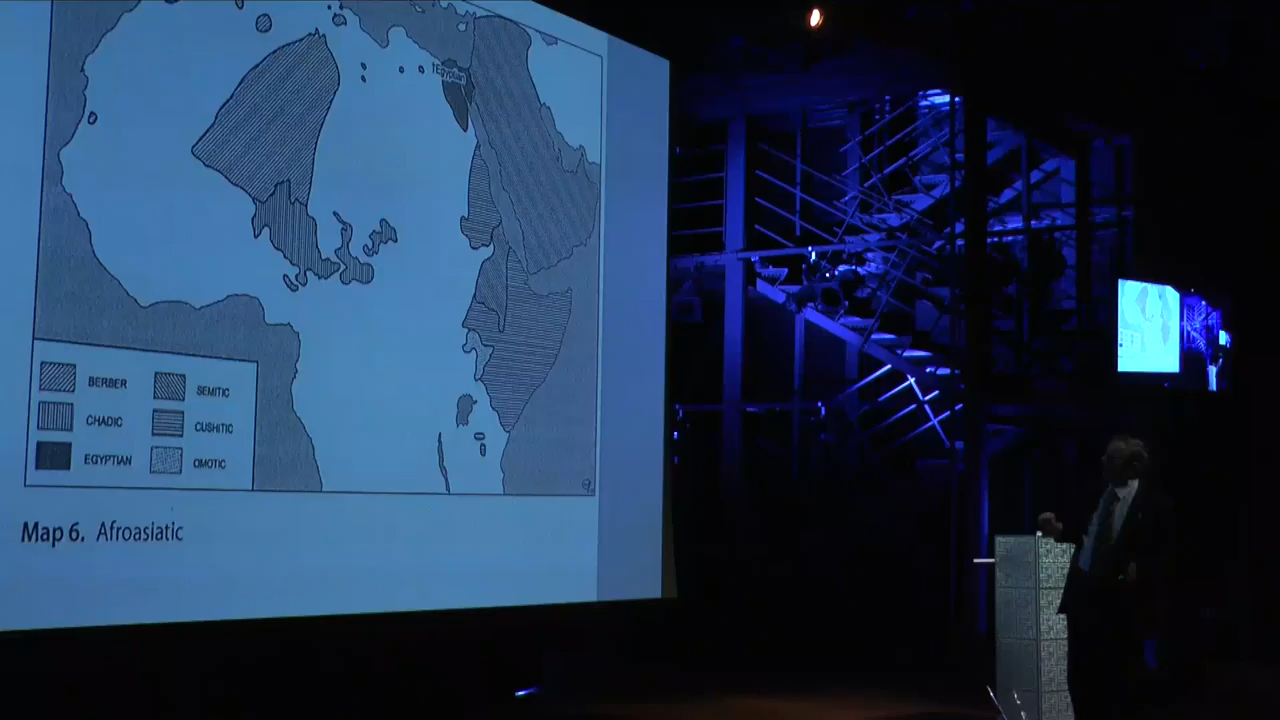 †Egyptian
BERBER
SEMITIC
CHADIC
CUSHITIC
EGYPTIAN
OMOTIC
Map 6. Afroasiatic